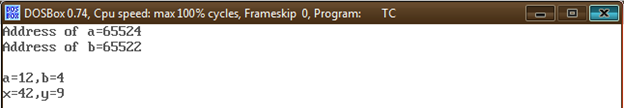 DOSBox 0.74, Cpu speed: max 100% cycles, Frameskip 0, Program: TC
Address of a=65524
Address of b=65522
a=12,b=4
x=42,y=9